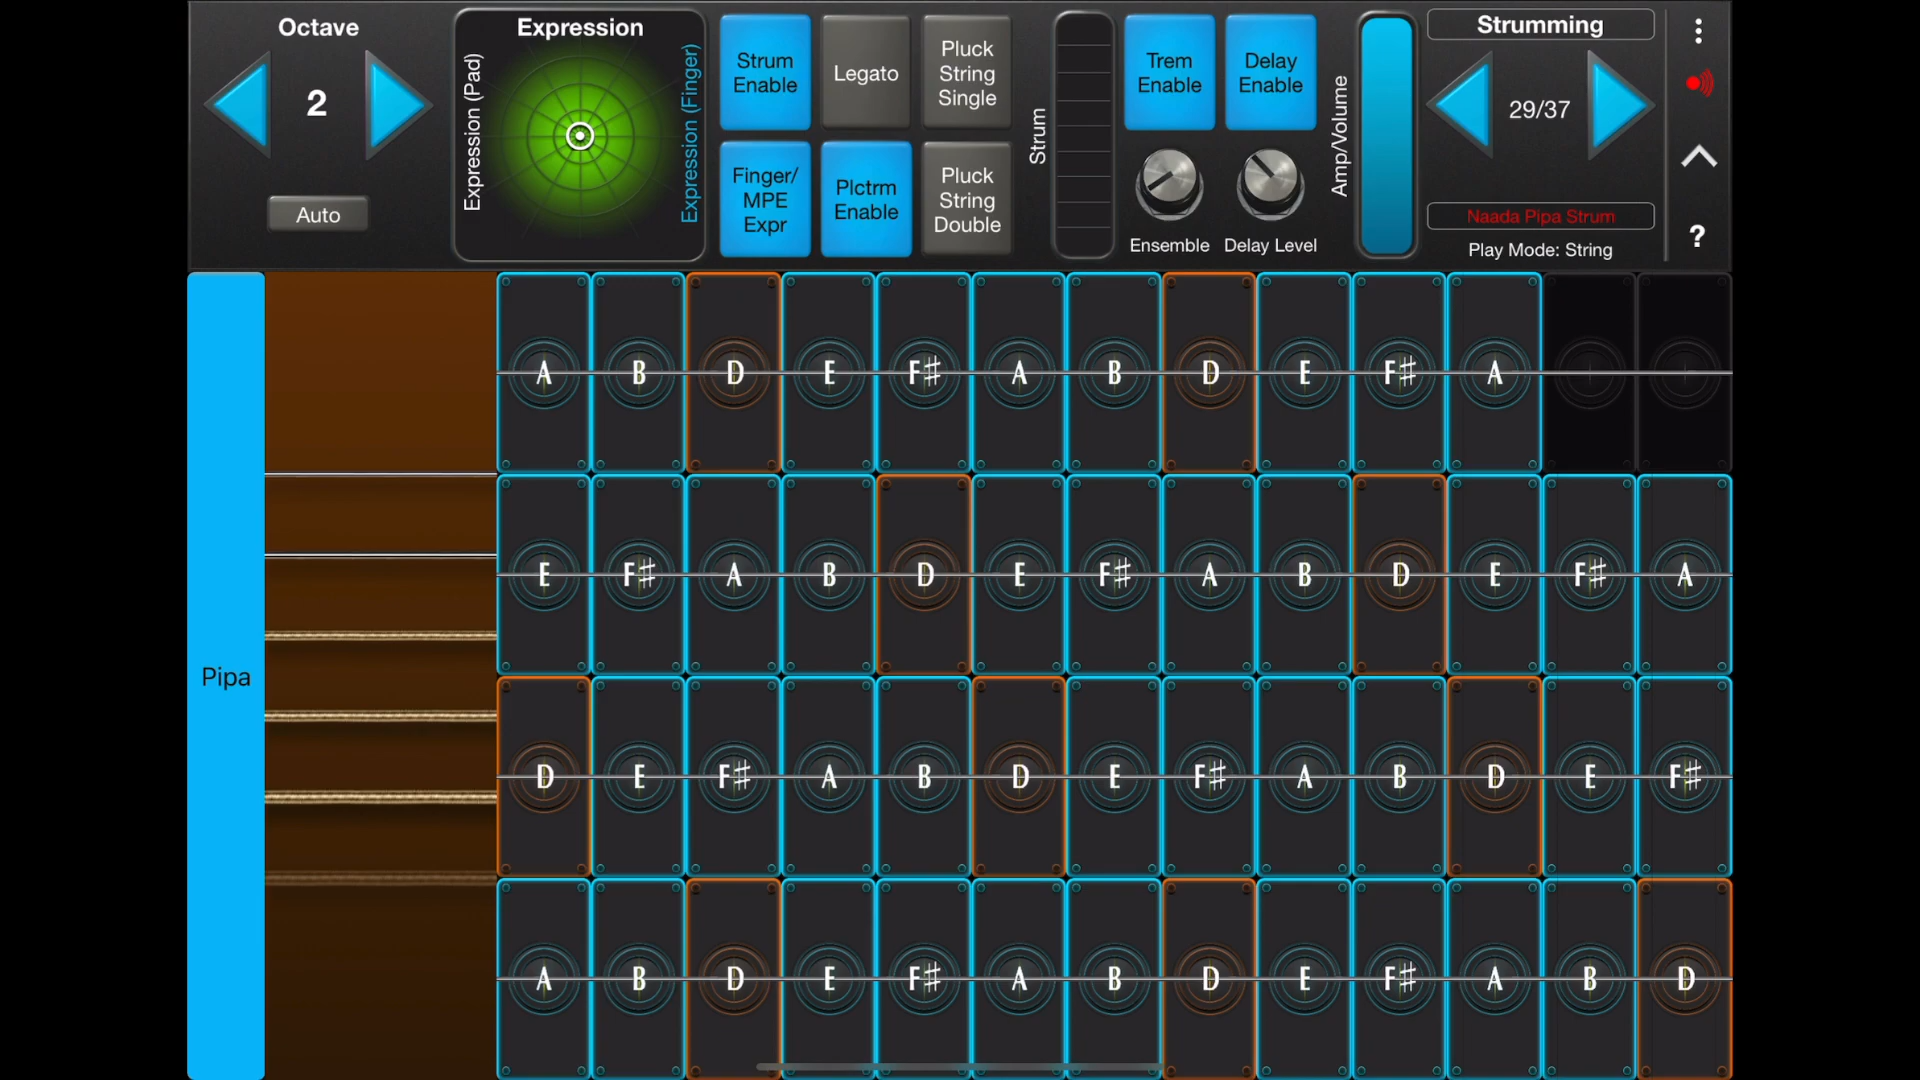 Octave
2
Auto
Expression
Expression (Pad)
Expression (Finger)
Strum
Enable
Legato
Pluck
String
Single
Finger/
MPE
Expr
Plctrm
Enable
Pluck
String
Double
Strum
Trem
Enable
Delay
Enable
Ensemble
Delay Level
Amp/Volume
Strumming
29/37
Naada Pipa Strum
Play Mode: String
?
Pipa
A B D E F♯ A B D E F♯ A
E F♯ A B D E F♯ A B D E F♯ A
D E F♯ A B D E F♯ A B D E F♯
A B D E F♯ A B D E F♯ A B D